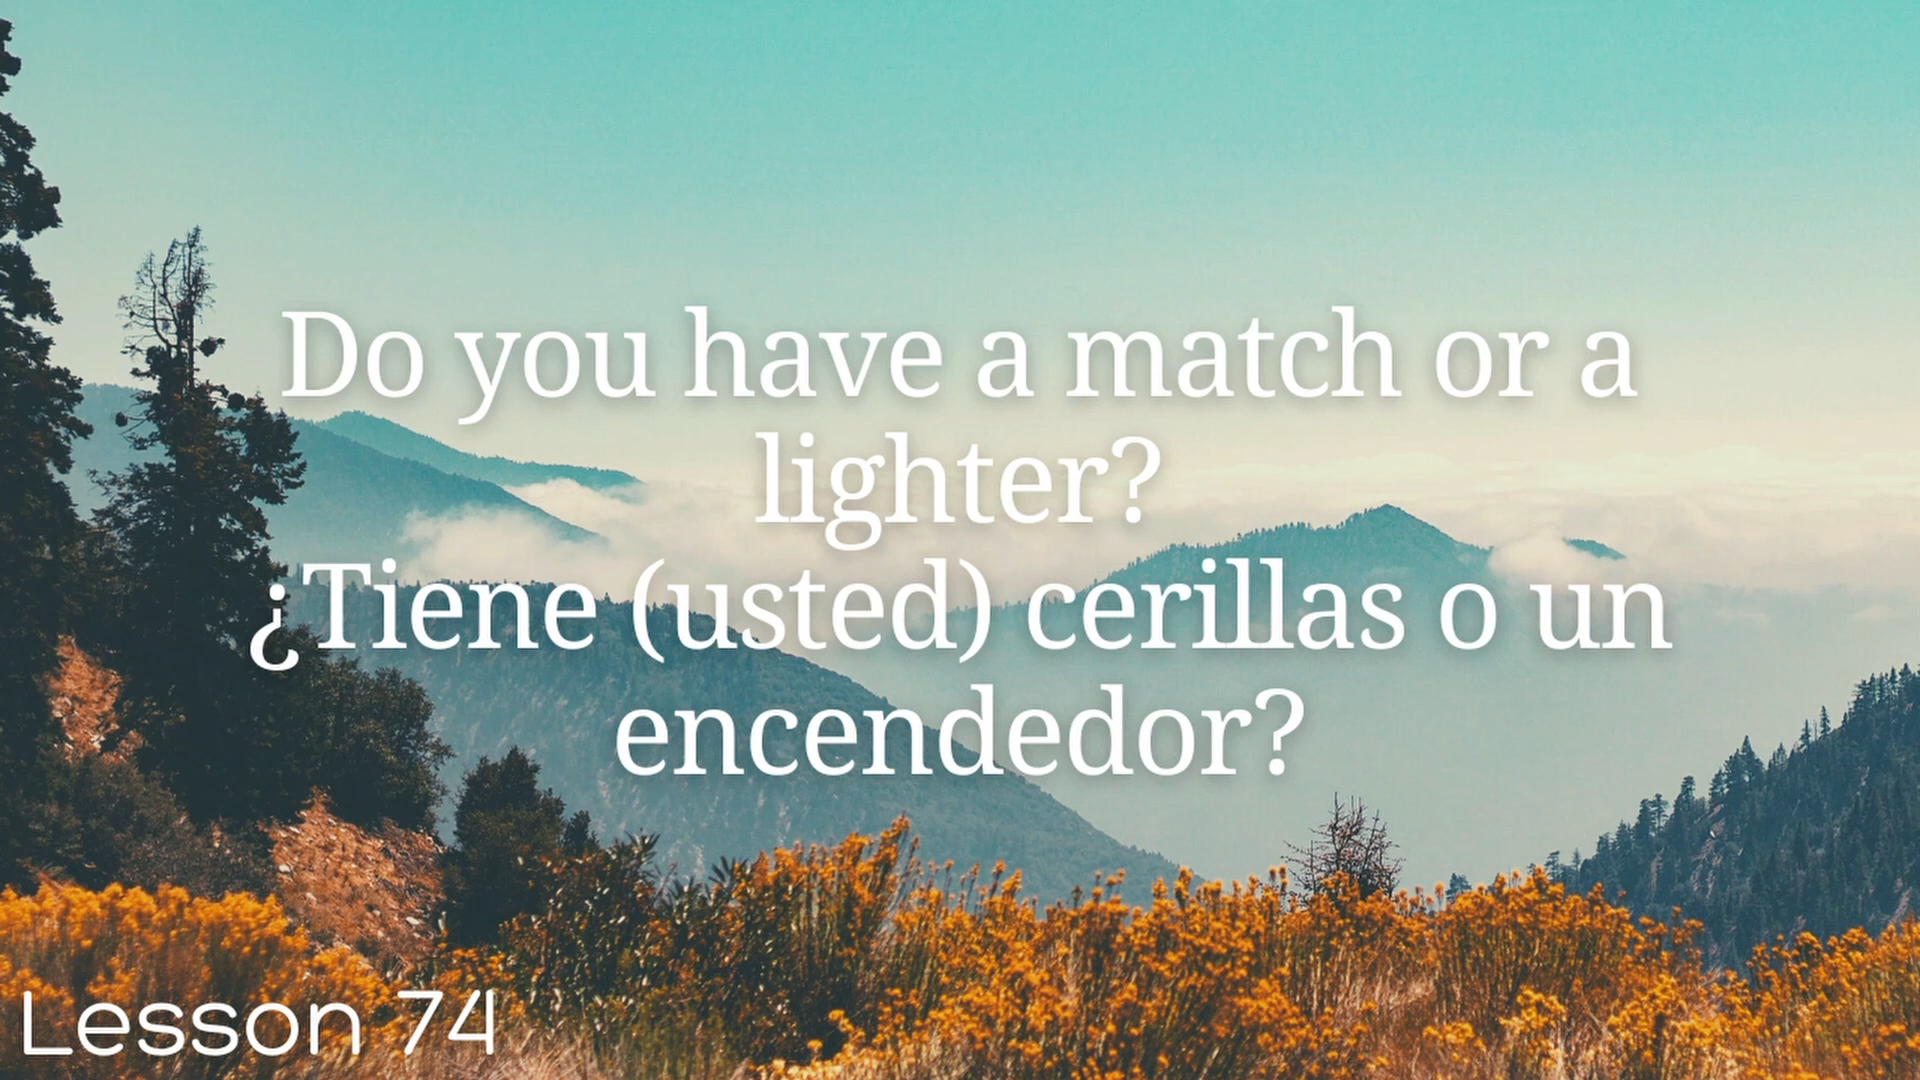 Do you have a match or a
lighter?
¿Tiene (usted) cerillas o un
encendedor?
Lesson 74